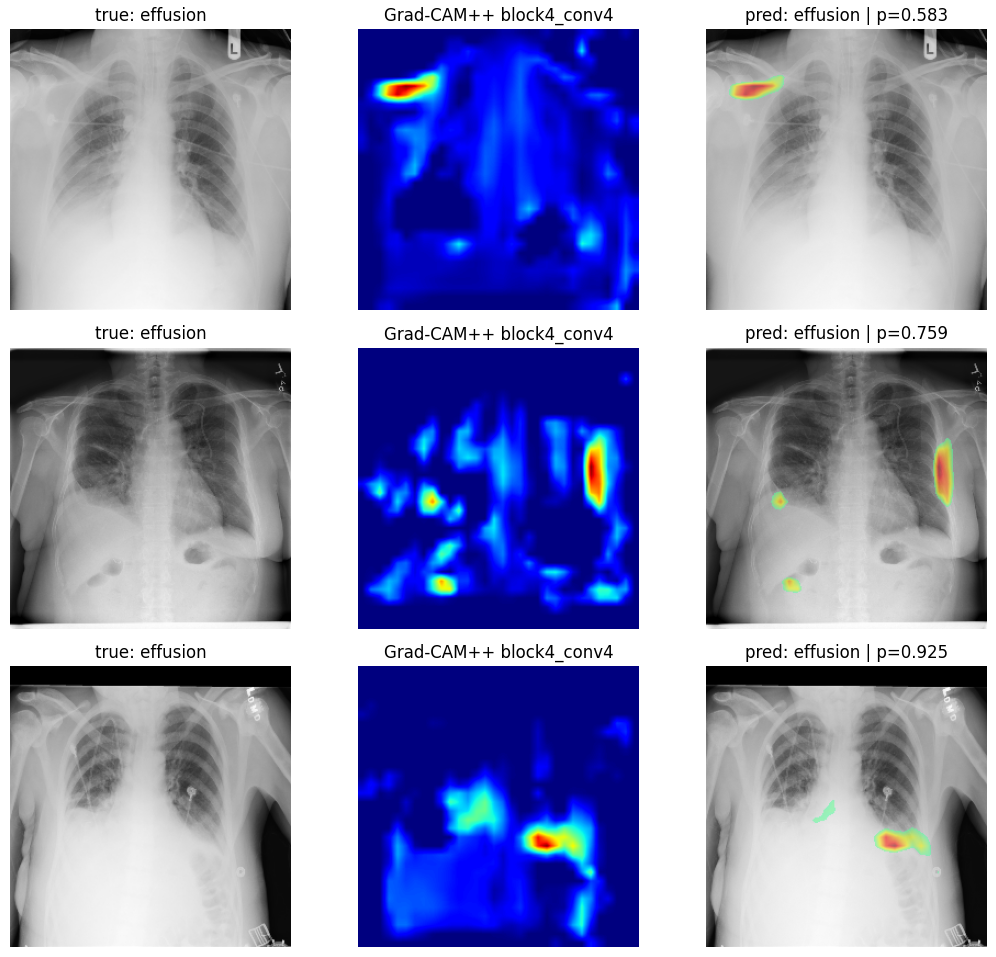 true: effusion
Grad-CAM++ block4_conv4
pred: effusion | p=0.583
L
true: effusion
Grad-CAM++ block4_conv4
pred: effusion | p=0.759
true: effusion
Grad-CAM++ block4_conv4
pred: effusion | p=0.925